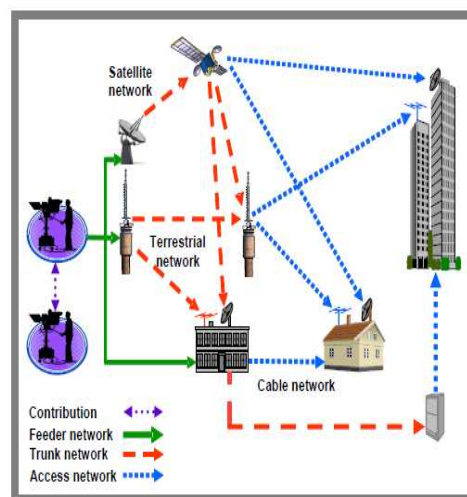 Satellite
network
Terrestrial
network
Cable network
Contribution
Feeder network
Trunk network
Access network